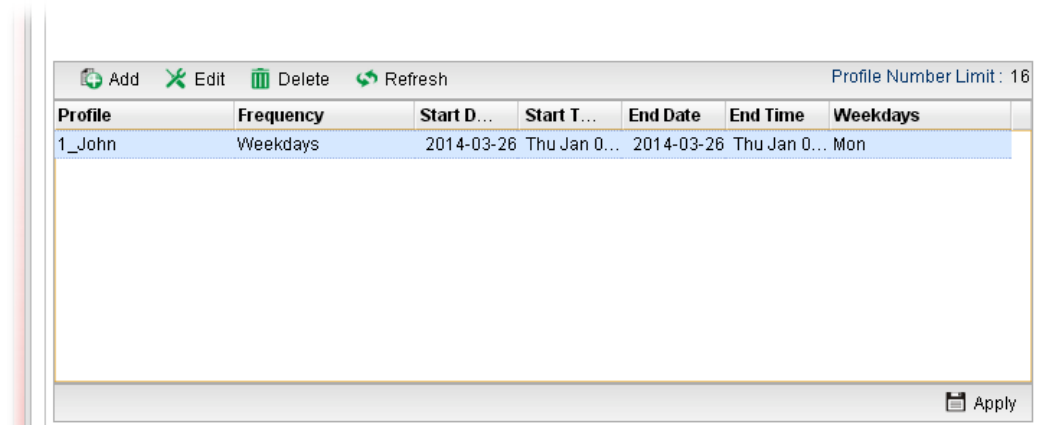 Add Edit Delete Refresh Profile Number Limit : 16
Profile Frequency Start D... Start T... End Date End Time Weekdays
1_John Weekdays 2014-03-26 Thu Jan 0... 2014-03-26 Thu Jan 0... Mon
Apply